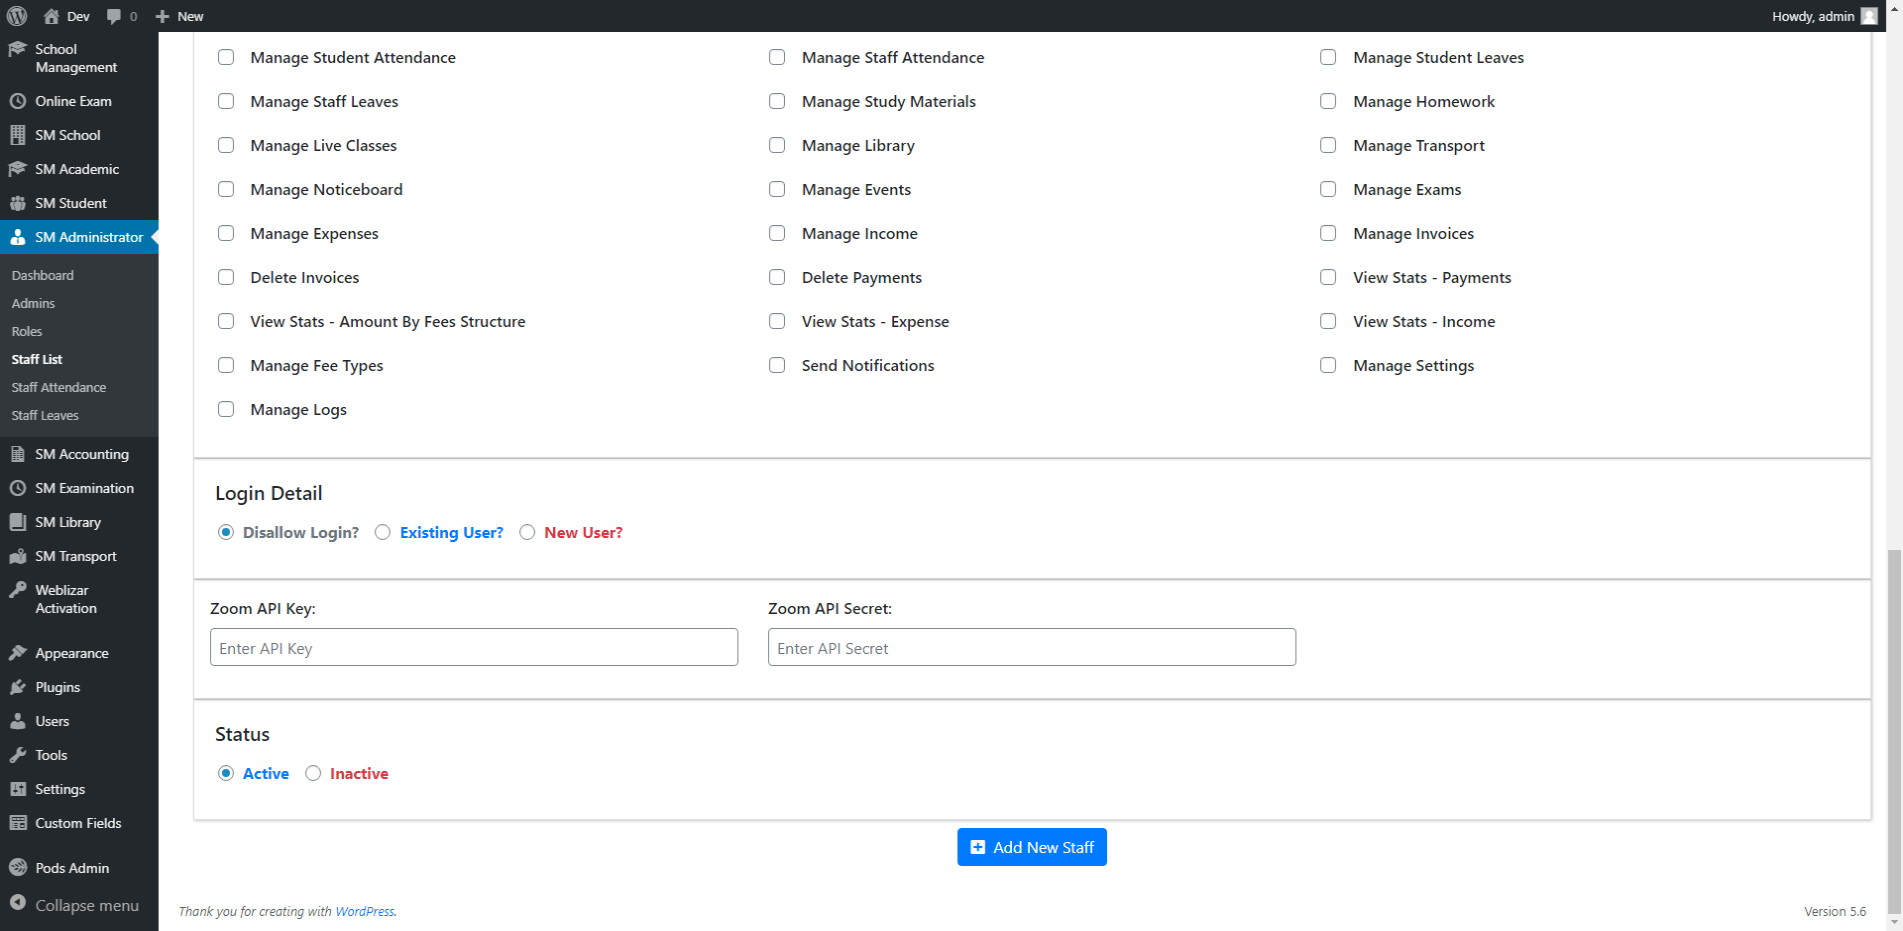 Dev 0 New Howdy, admin
School
Management
Online Exam
SM School
SM Academic
SM Student
SM Administrator
Dashboard
Admins
Roles
Staff List
Staff Attendance
Staff Leaves
SM Accounting
SM Examination
SM Library
SM Transport
Weblizar
Activation
Appearance
Plugins
Users
Tools
Settings
Custom Fields
Pods Admin
Collapse menu
Manage Student Attendance Manage Staff Attendance Manage Student Leaves
Manage Staff Leaves Manage Study Materials Manage Homework
Manage Live Classes Manage Library Manage Transport
Manage Noticeboard Manage Events Manage Exams
Manage Expenses Manage Income Manage Invoices
Delete Invoices Delete Payments View Stats - Payments
View Stats - Amount By Fees Structure View Stats - Expense View Stats - Income
Manage Fee Types Send Notifications Manage Settings
Manage Logs
Login Detail
Disallow Login? Existing User? New User?
Zoom API Key: Zoom API Secret:
Enter API Key Enter API Secret
Status
Active Inactive
Add New Staff
Thank you for creating with WordPress. Version 5.6